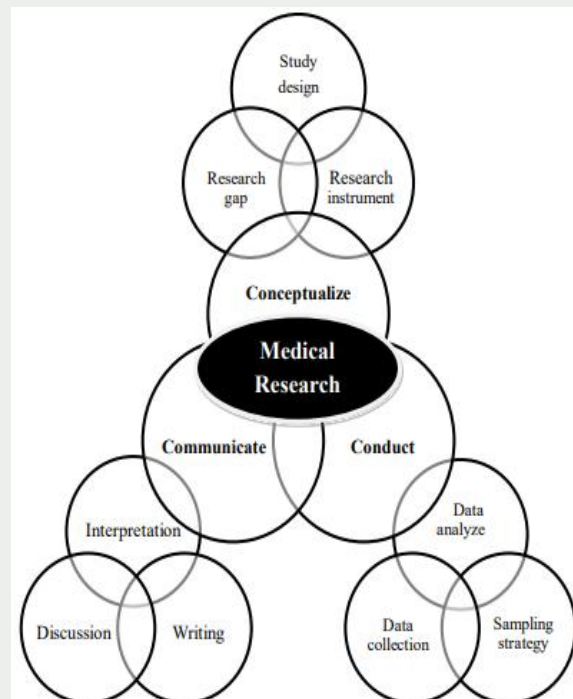 Study
design
Research
gap
Research
instrument
Conceptualize
Medical
Research
Communicate
Conduct
Interpretation
Data
analyze
Discussion
Writing
Data
collection
Sampling
strategy